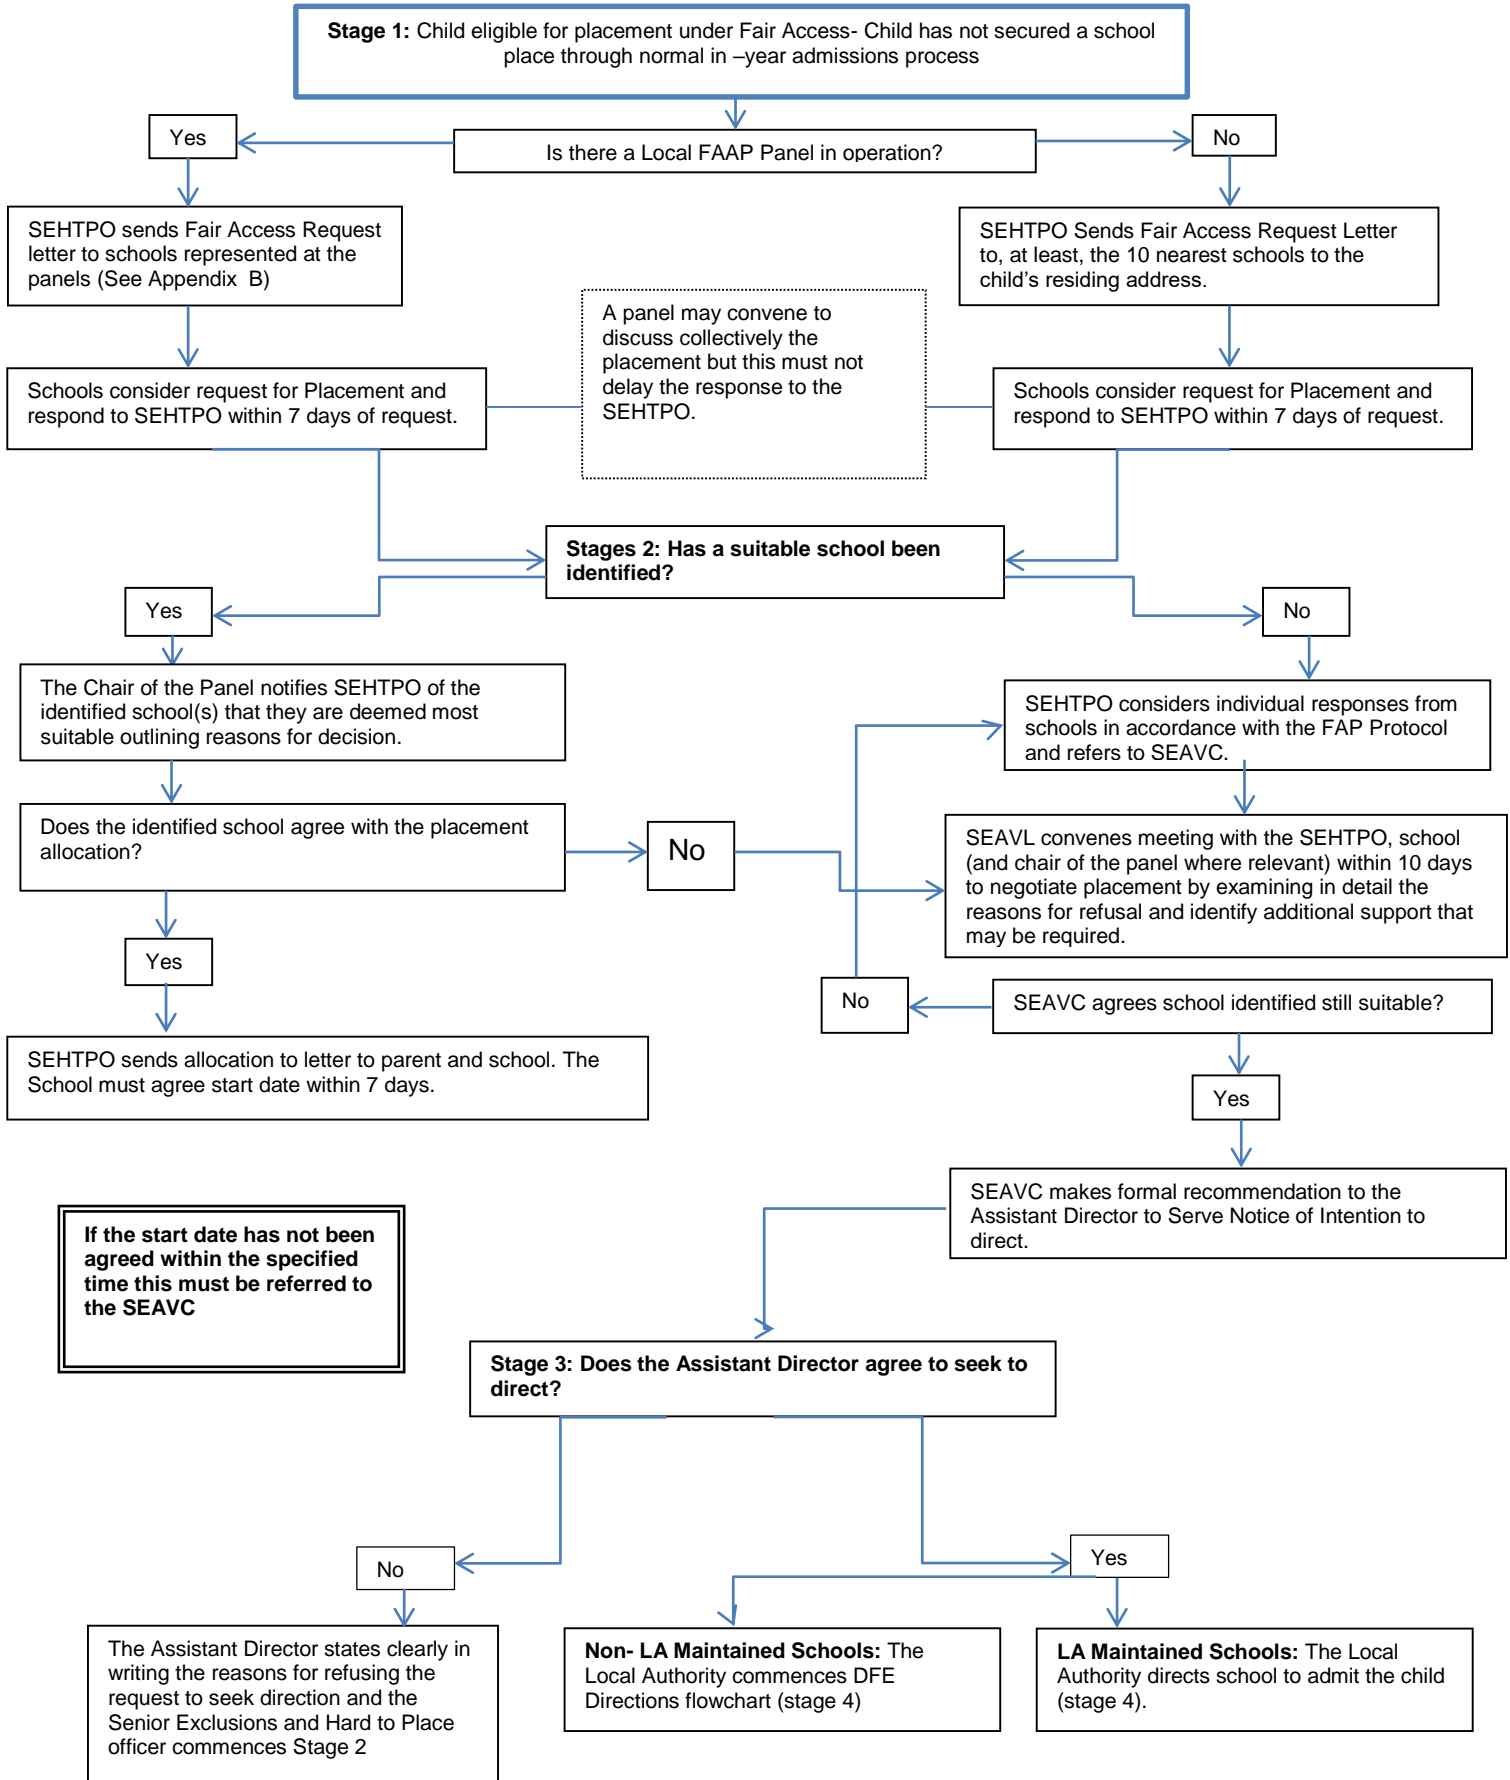 Stage 1: Child eligible for placement under Fair Access- Child has not secured a school
place through normal in –year admissions process
Yes
Is there a Local FAAP Panel in operation?
No
SEHTPO sends Fair Access Request
letter to schools represented at the
panels (See Appendix B)
SEHTPO Sends Fair Access Request Letter
to, at least, the 10 nearest schools to the
child's residing address.
A panel may convene to
discuss collectively the
placement but this must not
delay the response to the
SEHTPO.
Schools consider request for Placement and
respond to SEHTPO within 7 days of request.
Schools consider request for Placement and
respond to SEHTPO within 7 days of request.
Stages 2: Has a suitable school been
identified?
Yes
No
The Chair of the Panel notifies SEHTPO of the
identified school(s) that they are deemed most
suitable outlining reasons for decision.
SEHTPO considers individual responses from
schools in accordance with the FAP Protocol
and refers to SEAVC.
Does the identified school agree with the placement
allocation?
No
SEAVL convenes meeting with the SEHTPO, school
(and chair of the panel where relevant) within 10 days
to negotiate placement by examining in detail the
reasons for refusal and identify additional support that
may be required.
Yes
No
SEAVC agrees school identified still suitable?
SEHTPO sends allocation to letter to parent and school. The
School must agree start date within 7 days.
Yes
SEAVC makes formal recommendation to the
Assistant Director to Serve Notice of Intention to
direct.
If the start date has not been
agreed within the specified
time this must be referred to
the SEAVC
Stage 3: Does the Assistant Director agree to seek to
direct?
No
Yes
The Assistant Director states clearly in
writing the reasons for refusing the
request to seek direction and the
Senior Exclusions and Hard to Place
officer commences Stage 2
Non- LA Maintained Schools: The
Local Authority commences DFE
Directions flowchart (stage 4)
LA Maintained Schools: The Local
Authority directs school to admit the child
(stage 4).